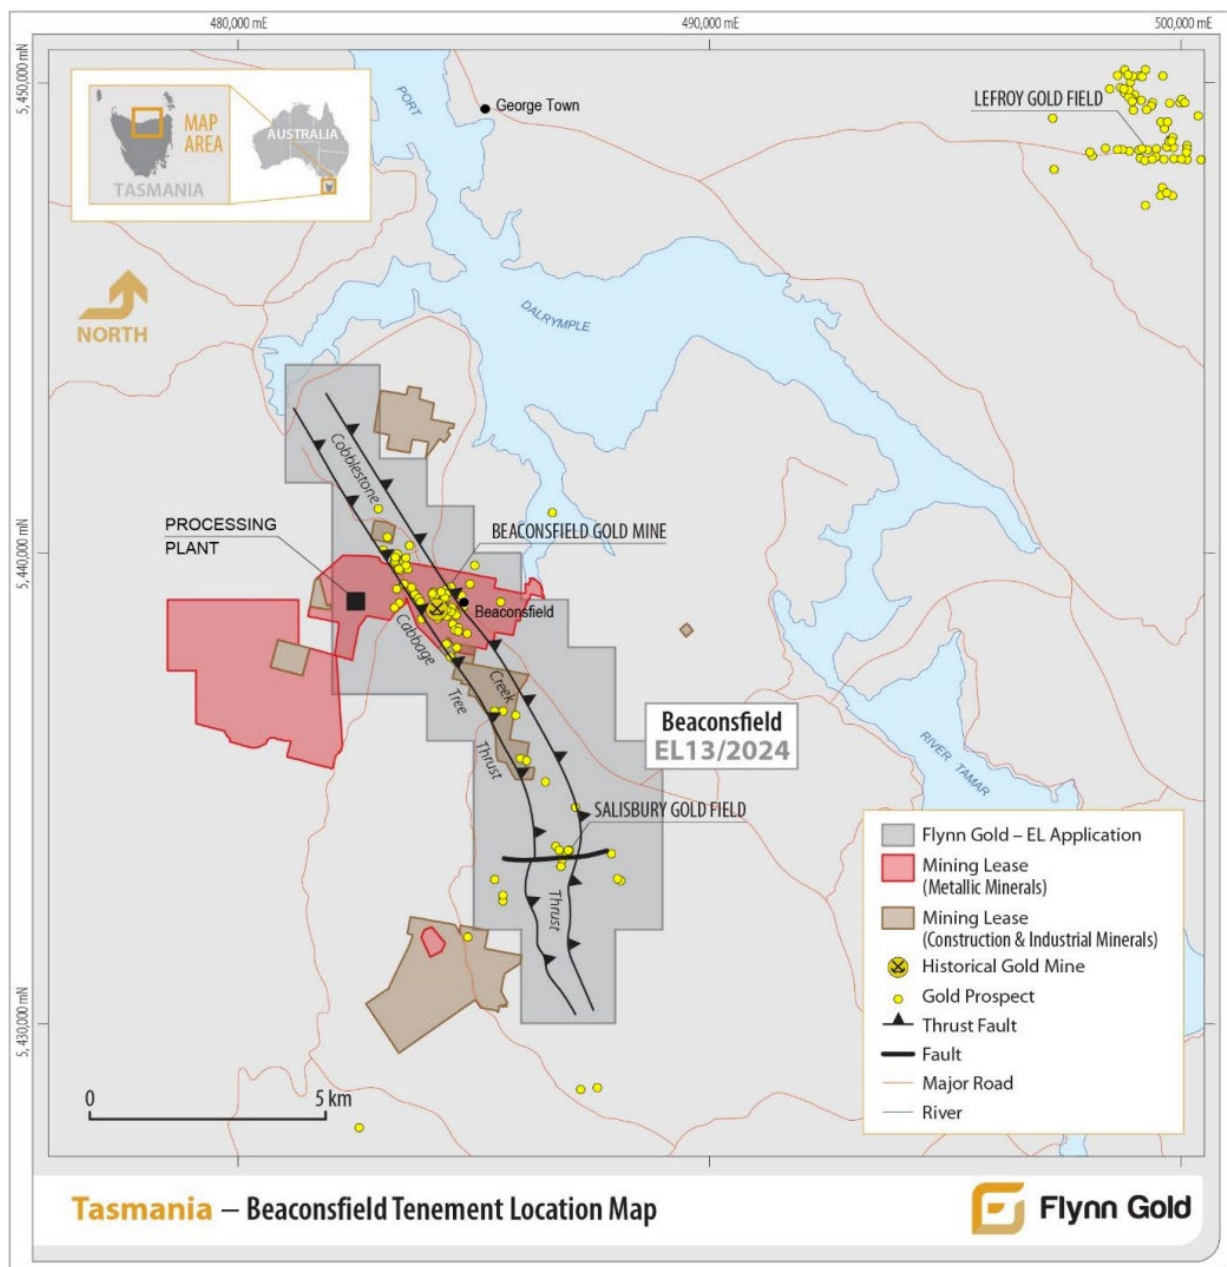 480,000 mE
490,000 mE
500,000 mE
5,450,000 mN
5,440,000 mN
5,430,000 mN
MAP
AREA
TASMANIA
AUSTRALIA
PORT
George Town
LEFROY GOLD FIELD
NORTH
DALRYMPLE
Cobblestone
PROCESSING
PLANT
BEACONSFIELD GOLD MINE
Beaconsfield
Cabbage
Tree
Thrust
Creek
Thrust
Beaconsfield
EL13/2024
RIVER TAMAR
SALISBURY GOLD FIELD
Flynn Gold – EL Application
Mining Lease
(Metallic Minerals)
Mining Lease
(Construction & Industrial Minerals)
Historical Gold Mine
Gold Prospect
Thrust Fault
Fault
Major Road
River
0
5 km
Tasmania – Beaconsfield Tenement Location Map
Flynn Gold